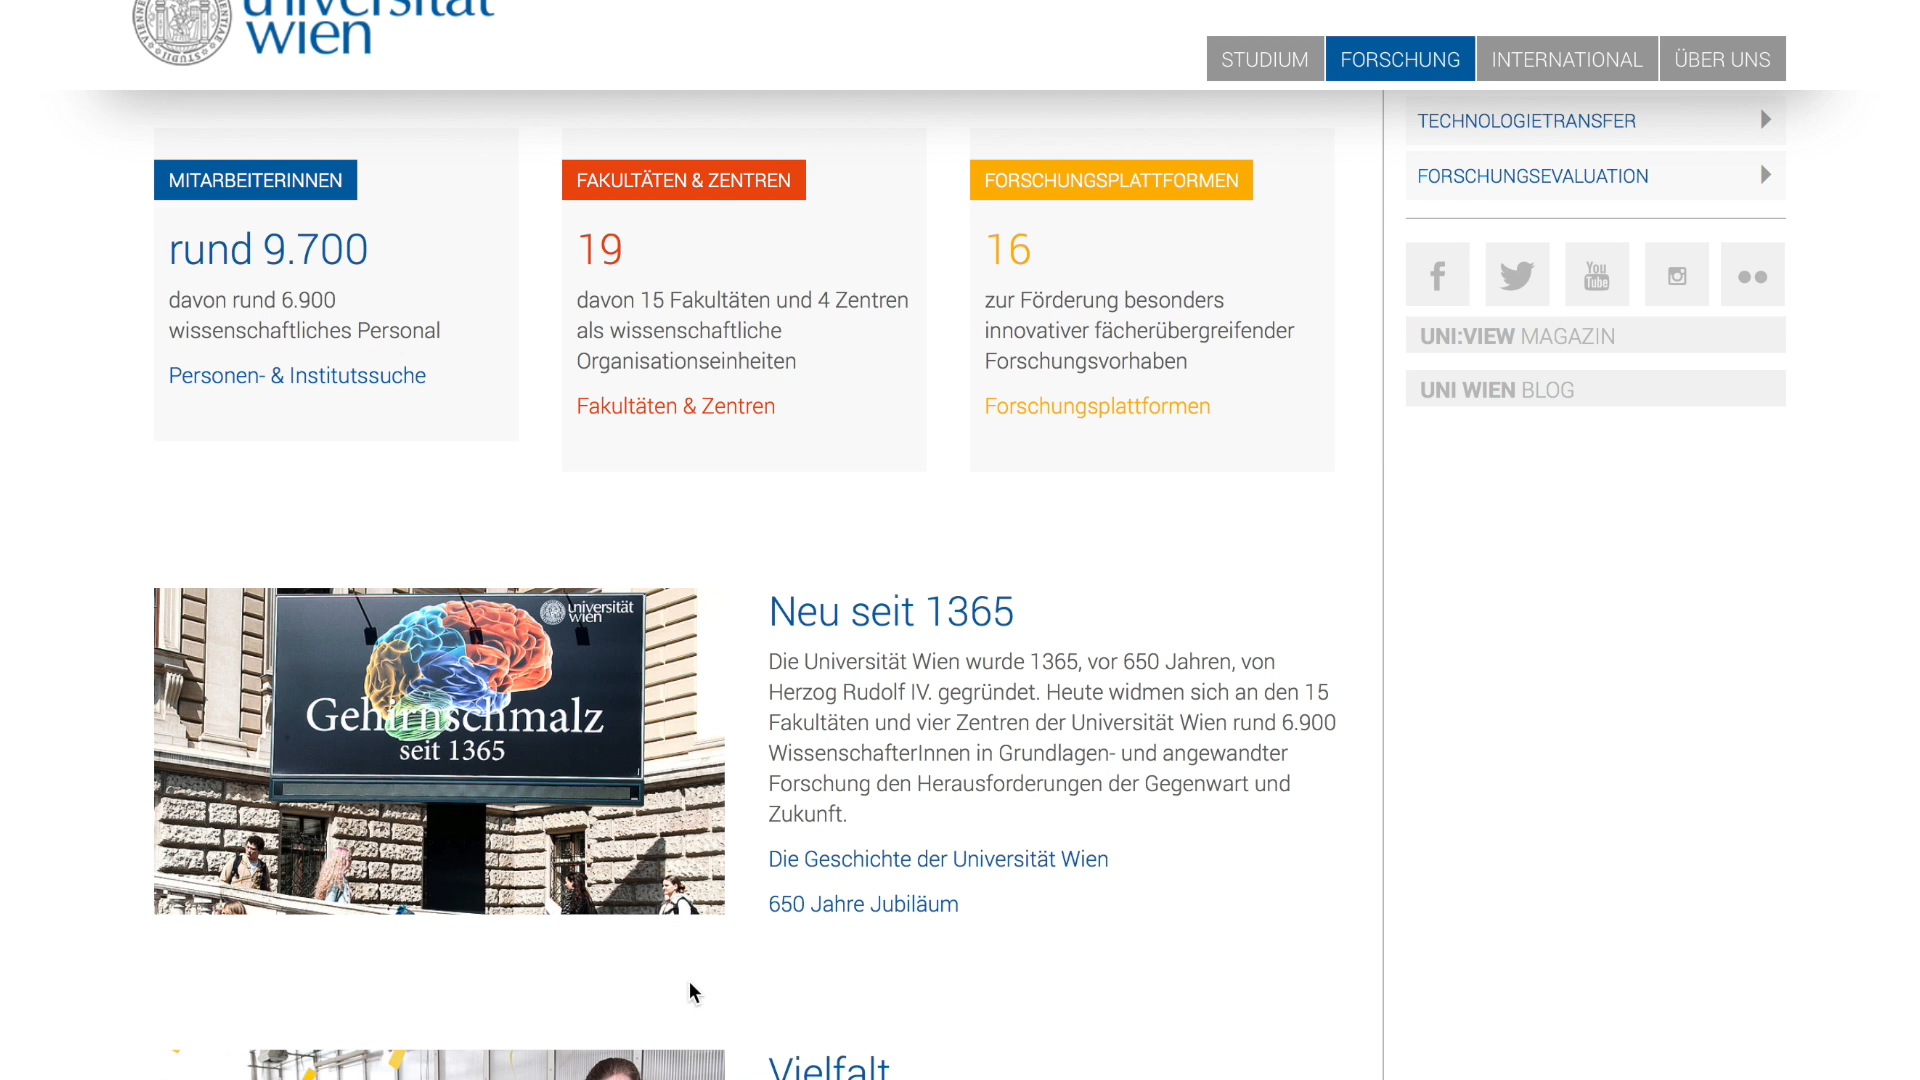 universität
wien
STUDIUM
FORSCHUNG
INTERNATIONAL
ÜBER UNS
MITARBEITERINNEN
rund 9.700
davon rund 6.900
wissenschaftliches Personal
Personen- & Institutssuche
FAKULTÄTEN & ZENTREN
19
davon 15 Fakultäten und 4 Zentren
als wissenschaftliche
Organisationseinheiten
Fakultäten & Zentren
FORSCHUNGSPLATTFORMEN
16
zur Förderung besonders
innovativer fächerübergreifender
Forschungsvorhaben
Forschungsplattformen
TECHNOLOGIETRANSFER
FORSCHUNGSEVALUATION
You
Tube
UNI:VIEW MAGAZIN
UNI WIEN BLOG
universität
wien
Gehirnschmalz
seit 1365
Neu seit 1365
Die Universität Wien wurde 1365, vor 650 Jahren, von
Herzog Rudolf IV. gegründet. Heute widmen sich an den 15
Fakultäten und vier Zentren der Universität Wien rund 6.900
WissenschafterInnen in Grundlagen- und angewandter
Forschung den Herausforderungen der Gegenwart und
Zukunft.
Die Geschichte der Universität Wien
650 Jahre Jubiläum
Vielfalt